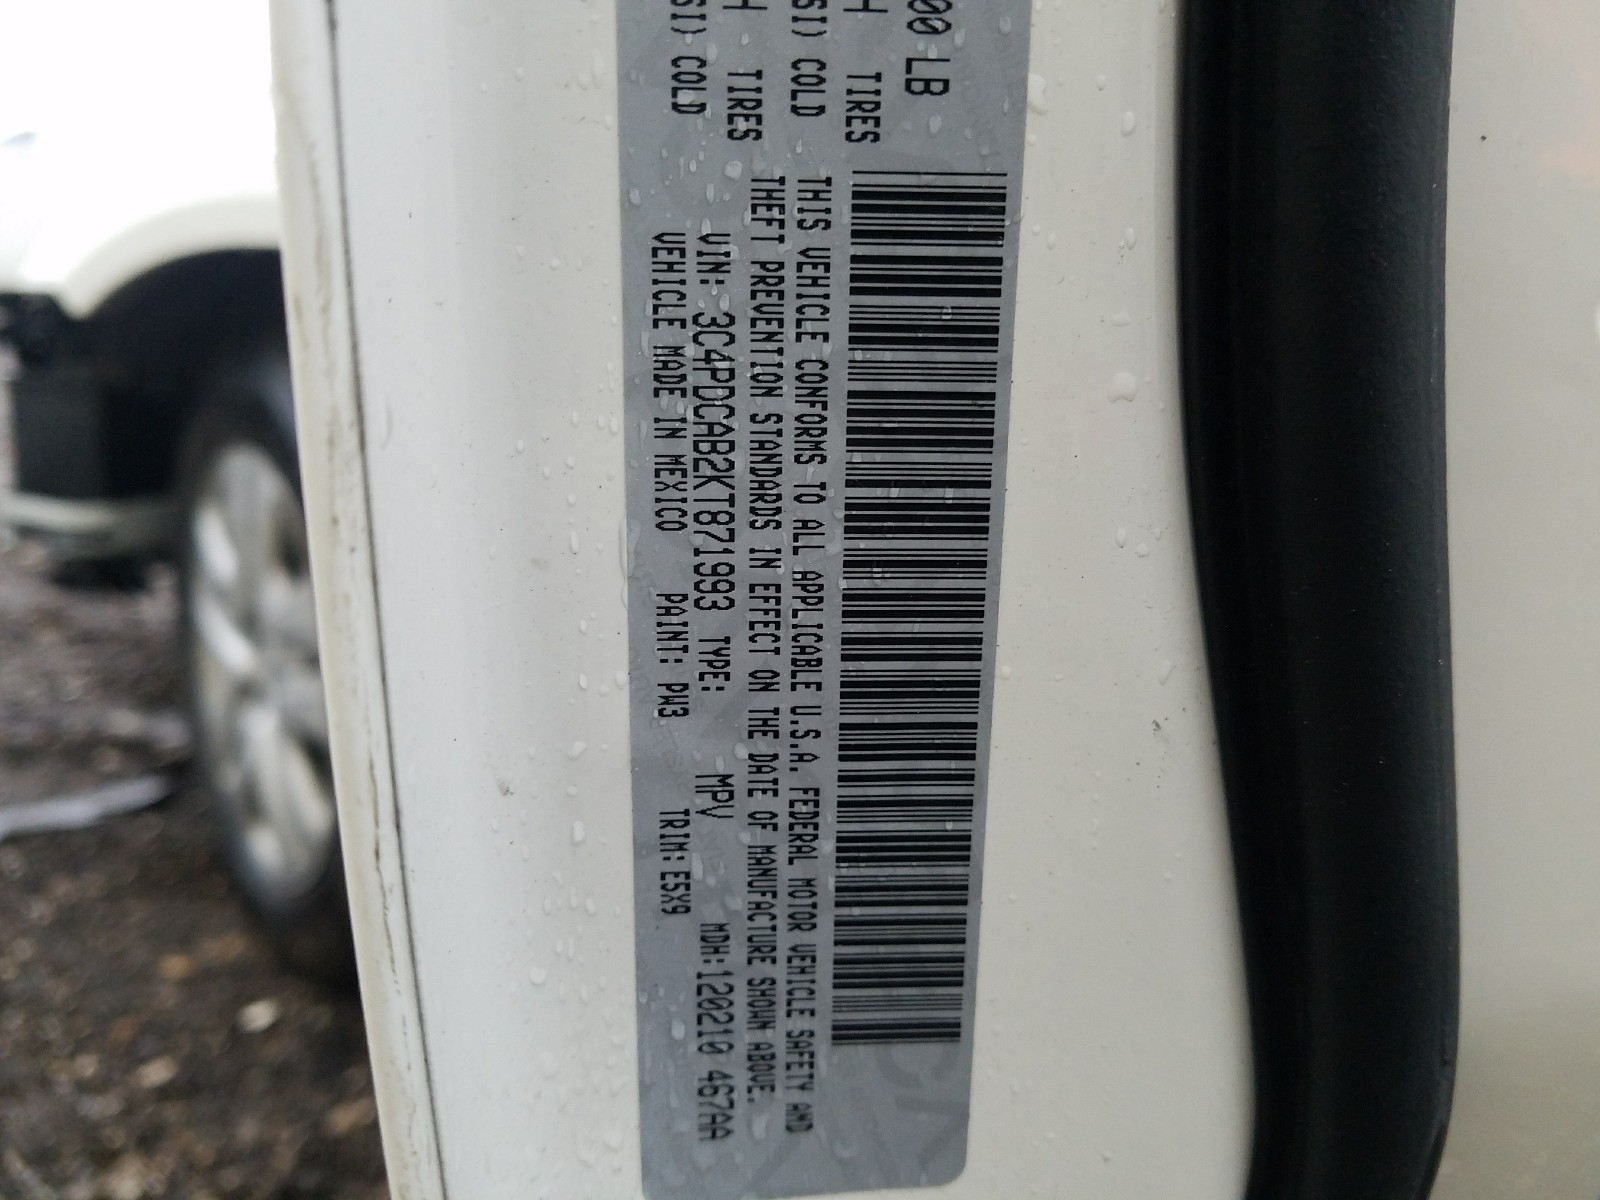 00 LB
H TIRES
SI) COLD
H TIRES
SI) COLD
THIS VEHICLE CONFORMS TO ALL APPLICABLE U.S.A. FEDERAL MOTOR VEHICLE SAFETY AND
THEFT PREVENTION STANDARDS IN EFFECT ON THE DATE OF MANUFACTURE SHOWN ABOVE.
VIN: 3C4PDCAB2KT871993 TYPE: MPV MDH:120210 467AA
VEHICLE MADE IN MEXICO PAINT: PW3 TRIM: E5X9